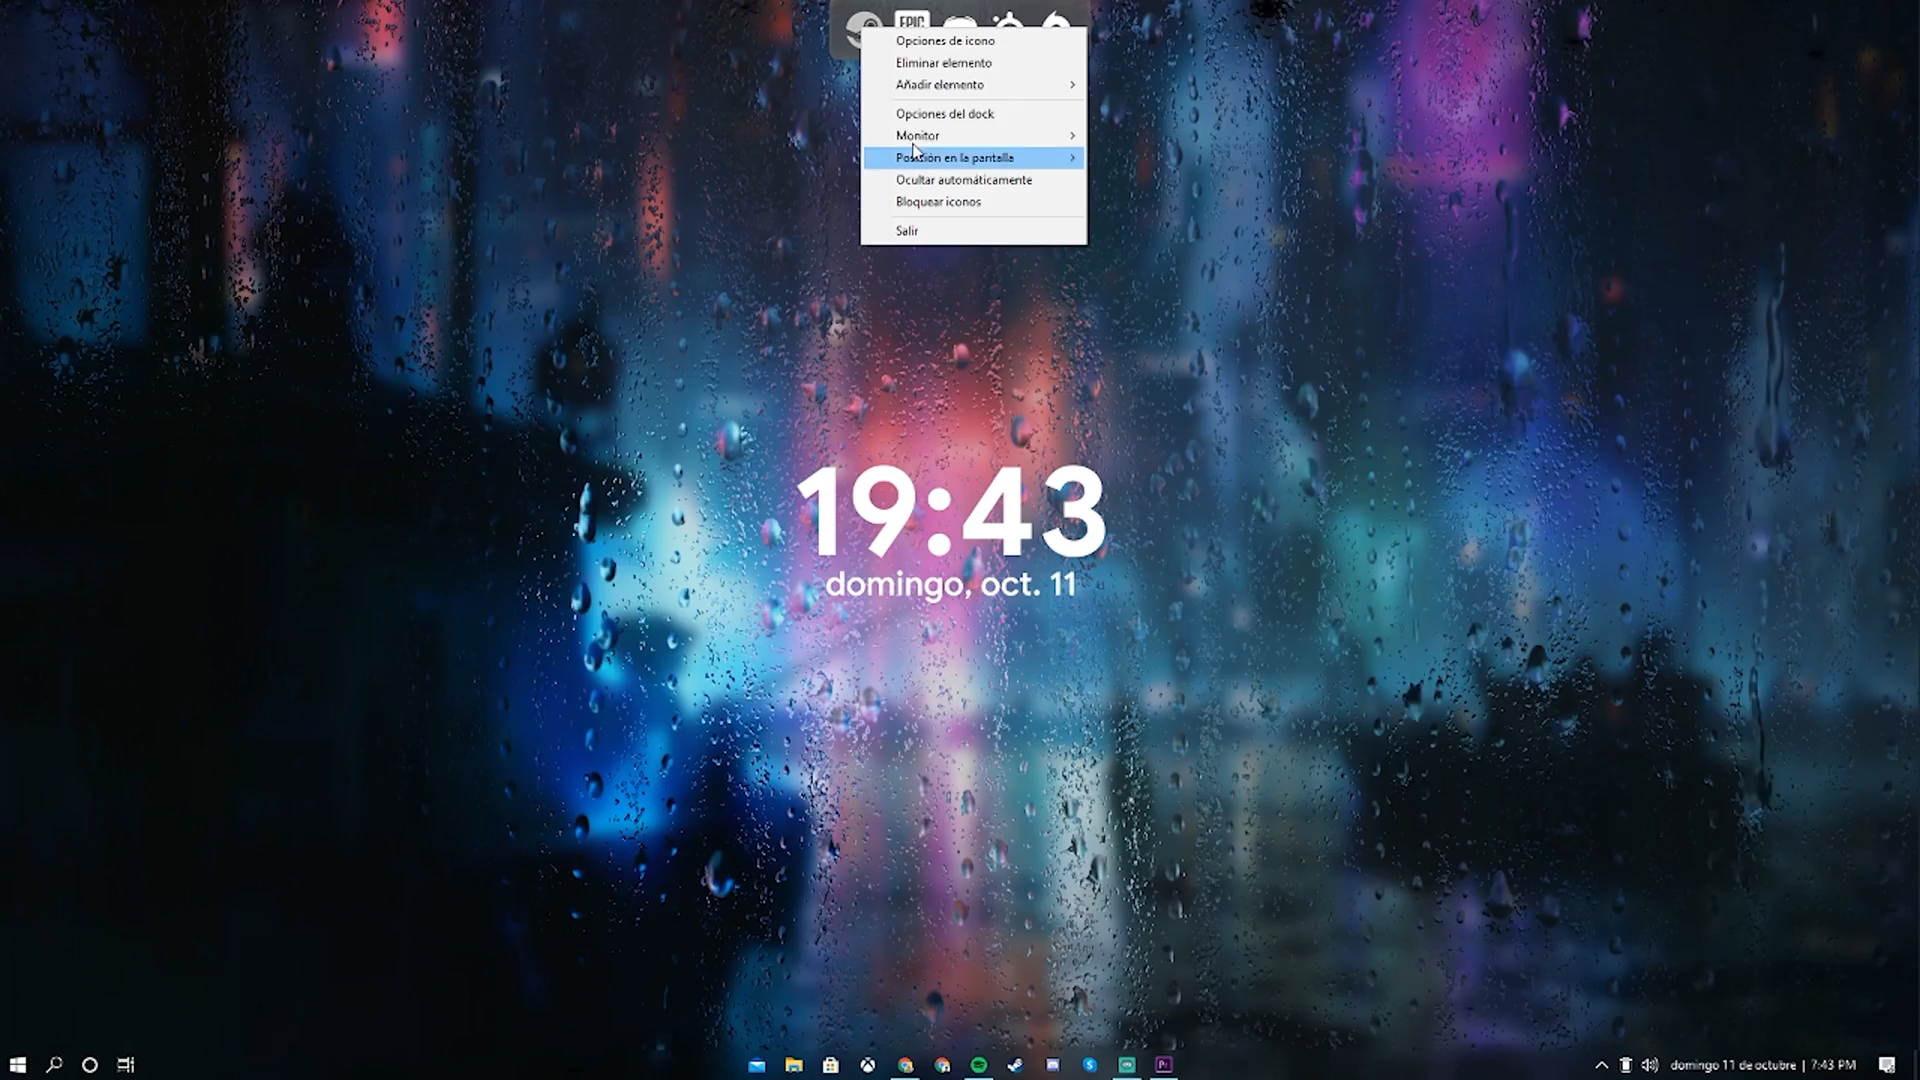 EPIC
Opciones de icono
Eliminar elemento
Añadir elemento
Opciones del dock
Monitor
Posición en la pantalla
Ocultar automáticamente
Bloquear iconos
Salir
19:43
domingo, oct. 11
Pr
domingo 11 de octubre | 7:43 PM